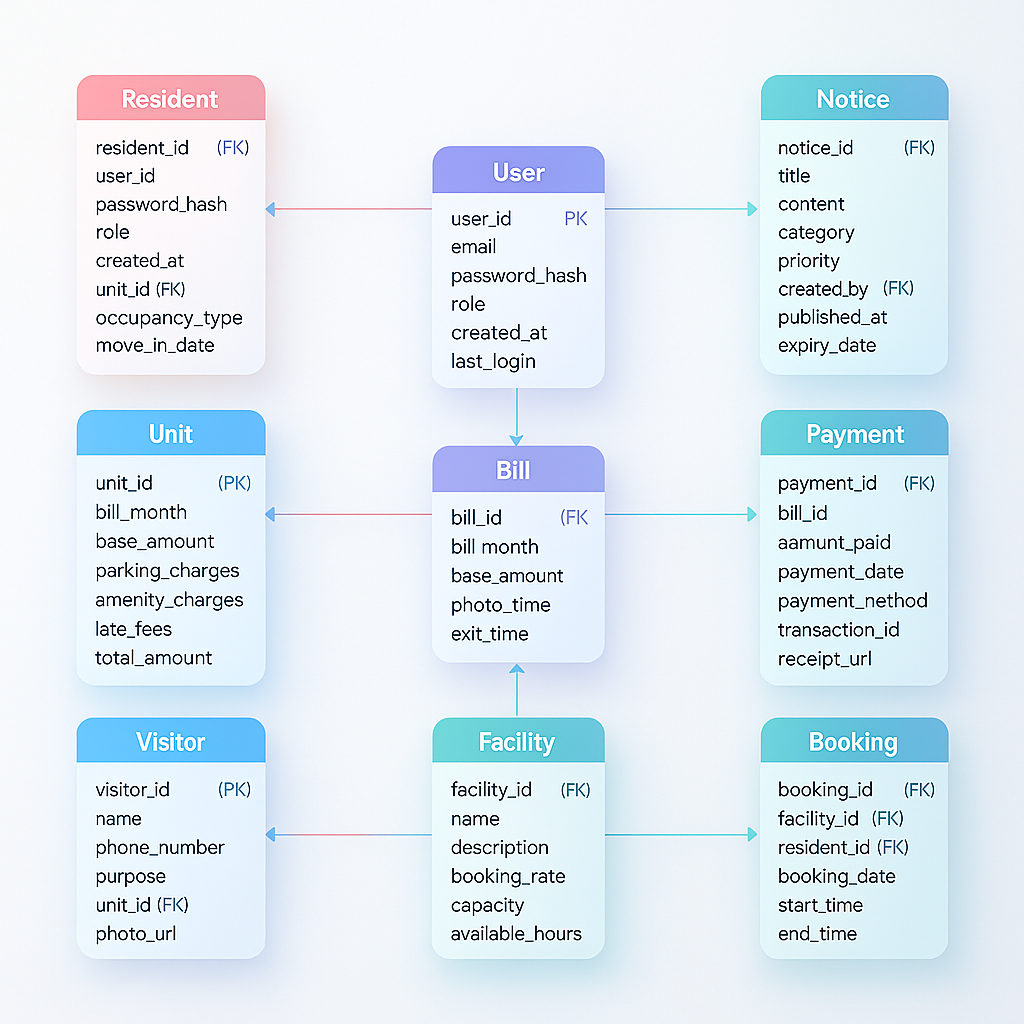 Resident
resident_id (FK)
user_id
password_hash
role
created_at
unit_id (FK)
occupancy_type
move_in_date
User
user_id PK
email
password_hash
role
created_at
last_login
Notice
notice_id (FK)
title
content
category
priority
created_by (FK)
published_at
expiry_date
Unit
unit_id (PK)
bill_month
base_amount
parking_charges
amenity_charges
late_fees
total_amount
Bill
bill_id (FK
bill month
base_amount
photo_time
exit_time
Payment
payment_id (FK)
bill_id
aamunt_paid
payment_date
payment_nethod
transaction_id
receipt_url
Visitor
visitor_id (PK)
name
phone_number
purpose
unit_id (FK)
photo_url
Facility
facility_id (FK)
name
description
booking_rate
capacity
available_hours
Booking
booking_id (FK)
facility_id (FK)
resident_id (FK)
booking_date
start_time
end_time